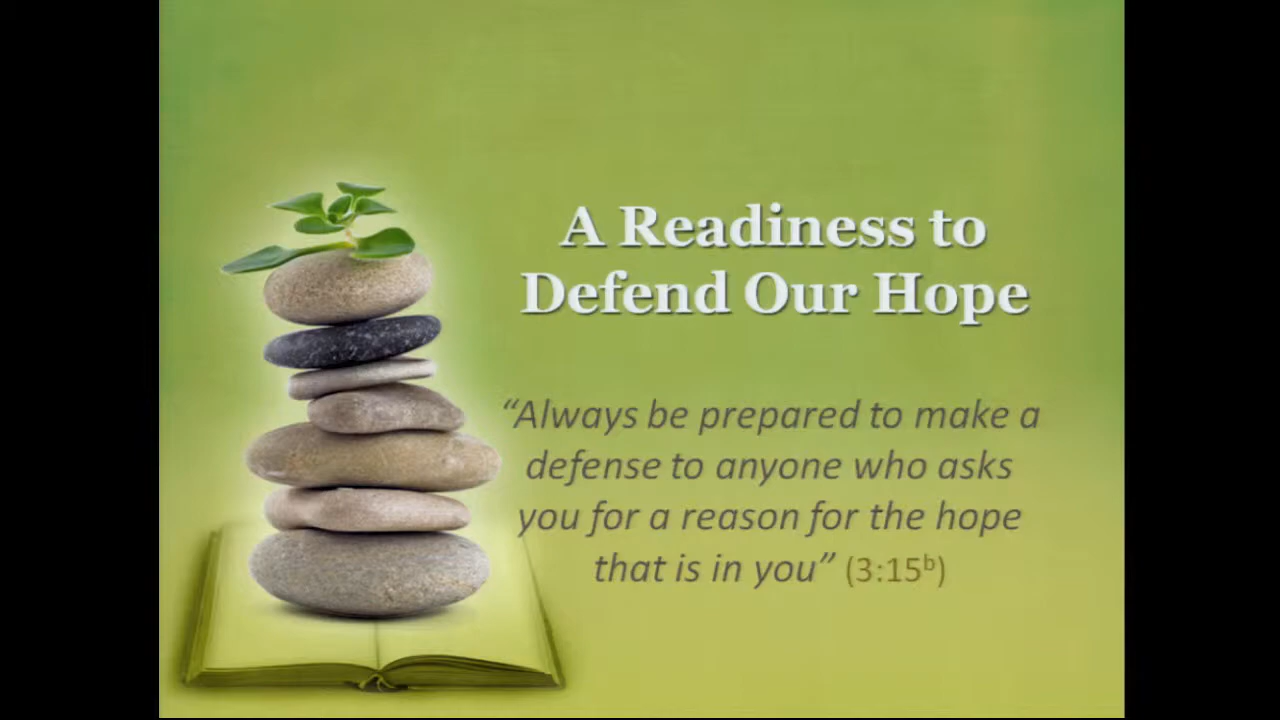 A Readiness to
Defend Our Hope
“Always be prepared to make a
defense to anyone who asks
you for a reason for the hope
that is in you” (3:15ᵇ)